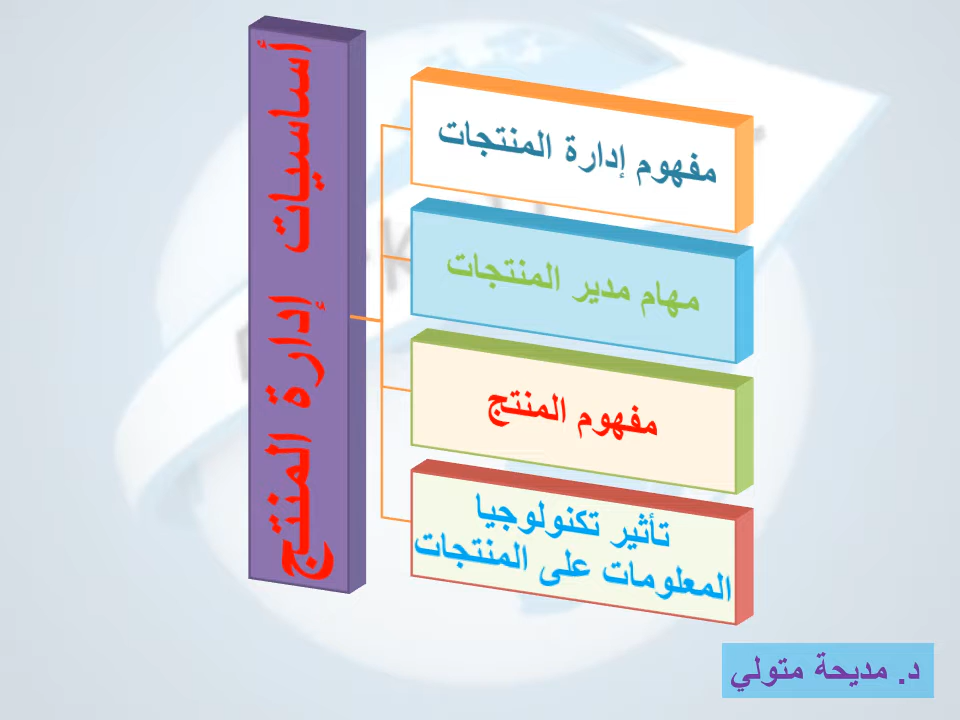 أساسيات إدارة المنتج
مفهوم إدارة المنتجات
مهام مدير المنتجات
مفهوم المنتج
تأثير تكنولوجيا
المعلومات على المنتجات
د. مديحة متولي